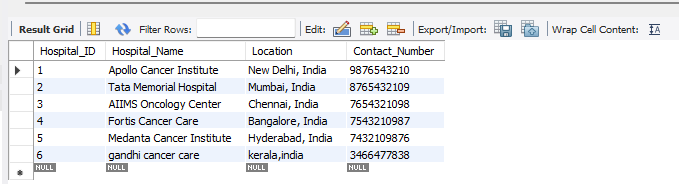 Result Grid Filter Rows: Edit: Export/Import: Wrap Cell Content: IA
Hospital_ID Hospital_Name Location Contact_Number
1 Apollo Cancer Institute New Delhi, India 9876543210
2 Tata Memorial Hospital Mumbai, India 8765432109
3 AIIMS Oncology Center Chennai, India 7654321098
4 Fortis Cancer Care Bangalore, India 7543210987
5 Medanta Cancer Institute Hyderabad, India 7432109876
6 gandhi cancer care kerala,india 3466477838
NULL NULL NULL NULL